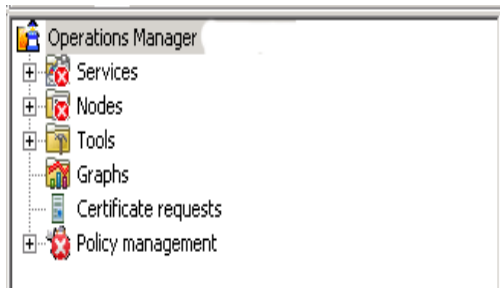 Operations Manager
Services
Nodes
Tools
Graphs
Certificate requests
Policy management